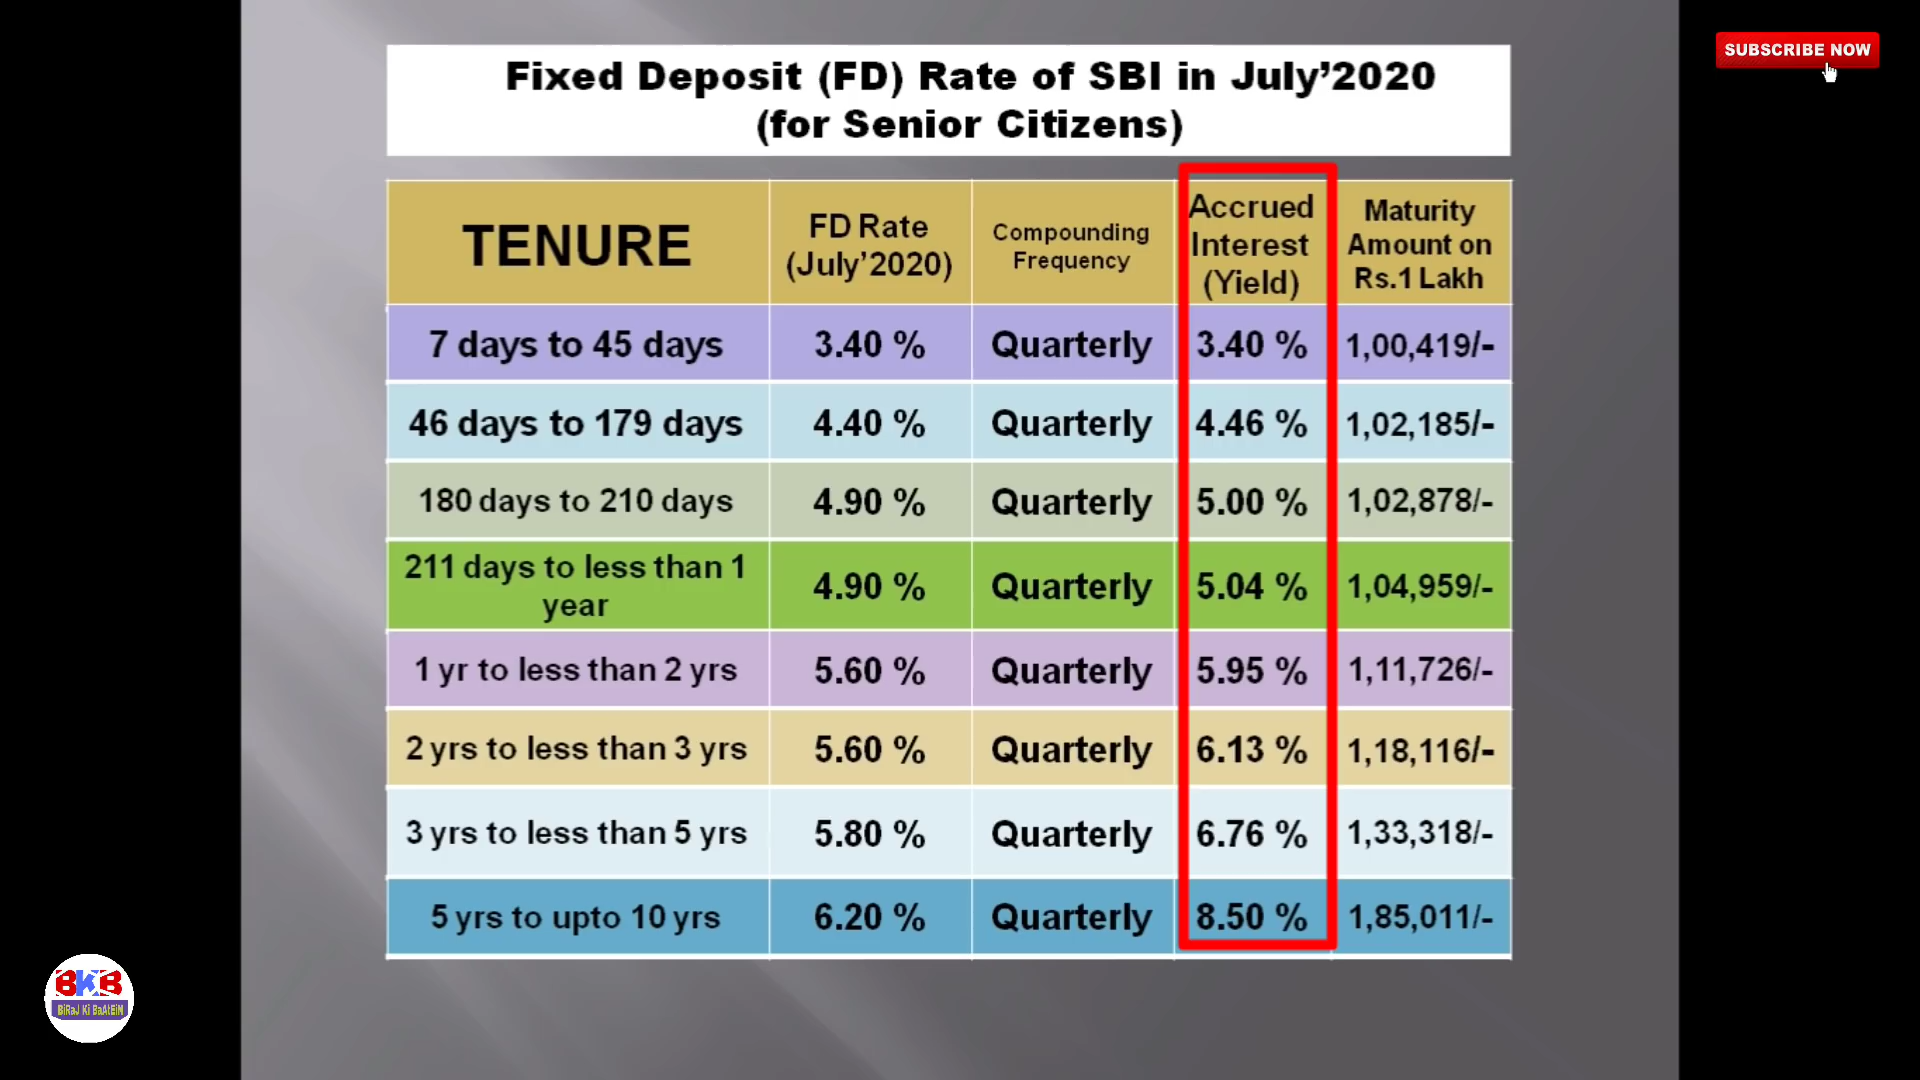 SUBSCRIBE NOW
Fixed Deposit (FD) Rate of SBI in July’2020
(for Senior Citizens)
TENURE
FD Rate
(July’2020)
Compounding
Frequency
Accrued
Interest
(Yield)
Maturity
Amount on
Rs.1 Lakh
7 days to 45 days
3.40 %
Quarterly
3.40 %
1,00,419/-
46 days to 179 days
4.40 %
Quarterly
4.46 %
1,02,185/-
180 days to 210 days
4.90 %
Quarterly
5.00 %
1,02,878/-
211 days to less than 1
year
4.90 %
Quarterly
5.04 %
1,04,959/-
1 yr to less than 2 yrs
5.60 %
Quarterly
5.95 %
1,11,726/-
2 yrs to less than 3 yrs
5.60 %
Quarterly
6.13 %
1,18,116/-
3 yrs to less than 5 yrs
5.80 %
Quarterly
6.76 %
1,33,318/-
5 yrs to upto 10 yrs
6.20 %
Quarterly
8.50 %
1,85,011/-
BKB
BiRaJ Ki BaAtEiN